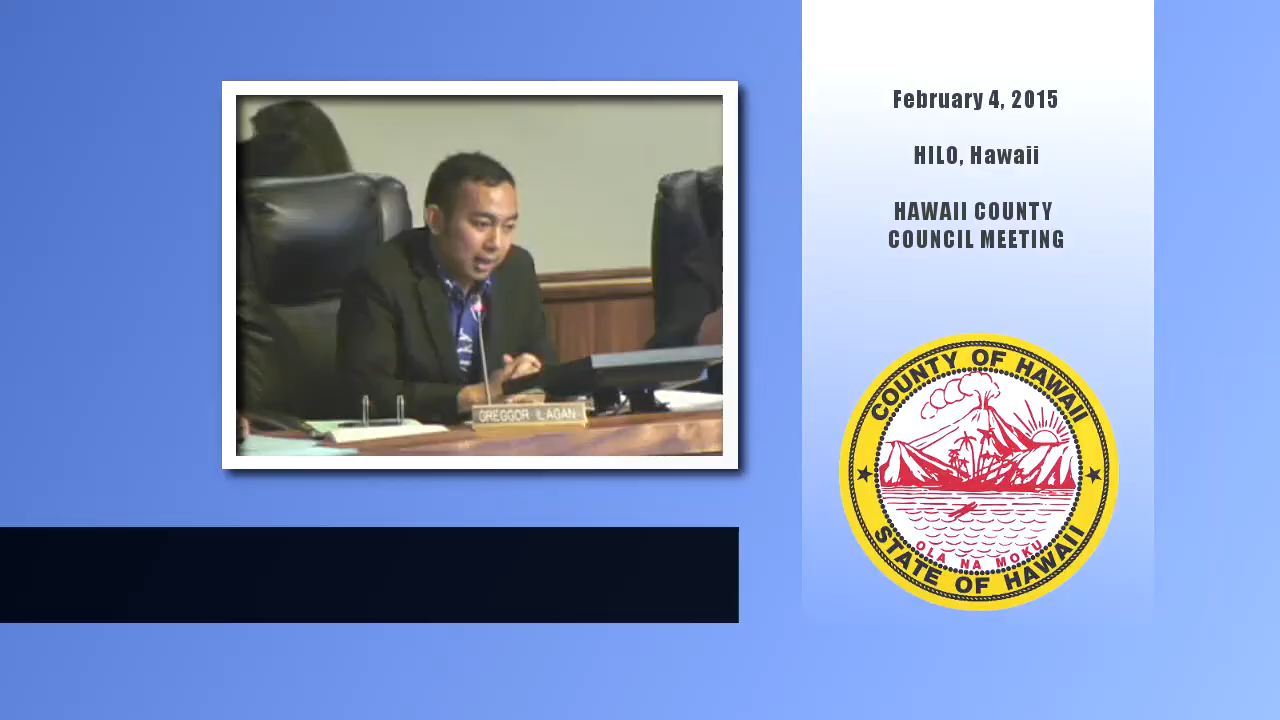 February 4, 2015
HILO, Hawaii
HAWAII COUNTY
COUNCIL MEETING
GREGGOR ILAGAN
COUNTY OF HAWAII
OLA NA MOKU
STATE OF HAWAII